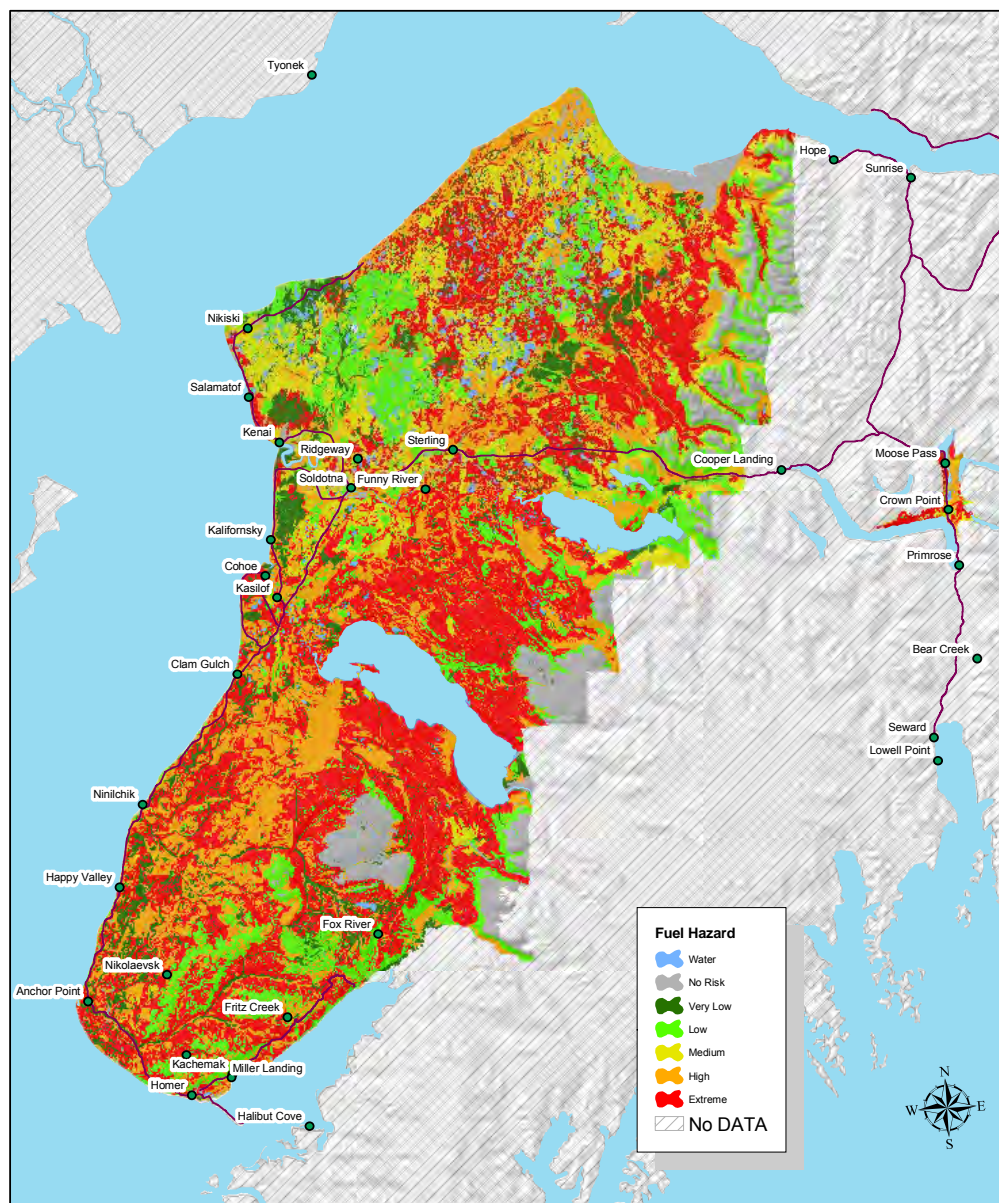 Tyonek
Hope
Sunrise
Nikiski
Salamatof
Kenai
Ridgeway
Sterling
Soldotna
Funny River
Cooper Landing
Moose Pass
Crown Point
Kalifornsky
Cohoe
Kasilof
Primrose
Clam Gulch
Bear Creek
Seward
Lowell Point
Ninilchik
Happy Valley
Fox River
Nikolaevsk
Anchor Point
Fritz Creek
Kachemak
Miller Landing
Homer
Halibut Cove
Fuel Hazard
Water
No Risk
Very Low
Low
Medium
High
Extreme
No DATA
N
W
E
S